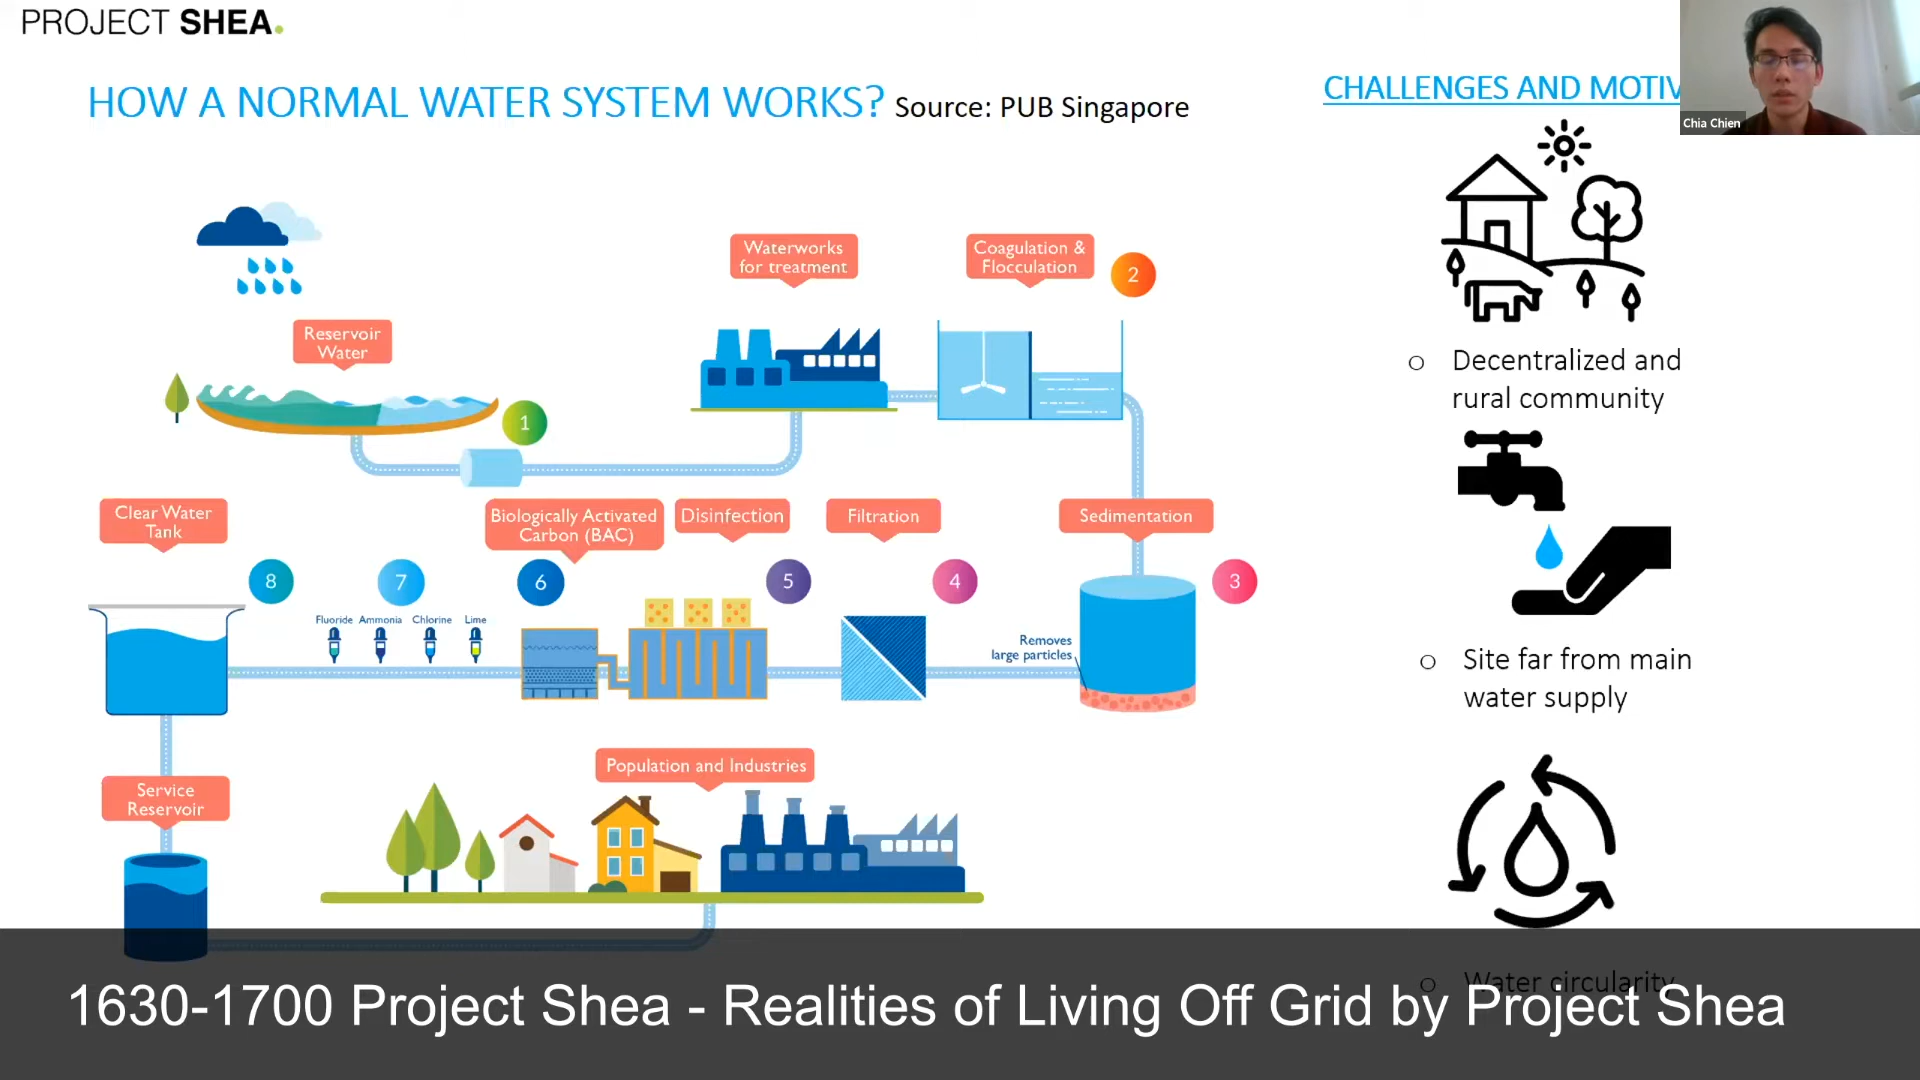 PROJECT SHEA.
HOW A NORMAL WATER SYSTEM WORKS? Source: PUB Singapore
CHALLENGES AND MOTIV
Chia Chien
Waterworks
for treatment
Coagulation &
Flocculation
2
Reservoir
Water
1
Decentralized and
rural community
Clear Water
Tank
Biologically Activated
Carbon (BAC)
Disinfection
Filtration
Sedimentation
8
7
6
5
4
3
Fluoride
Ammonia
Chlorine
Lime
Removes
large particles
Site far from main
water supply
Population and Industries
Service
Reservoir
Water circularity
1630-1700 Project Shea - Realities of Living Off Grid by Project Shea